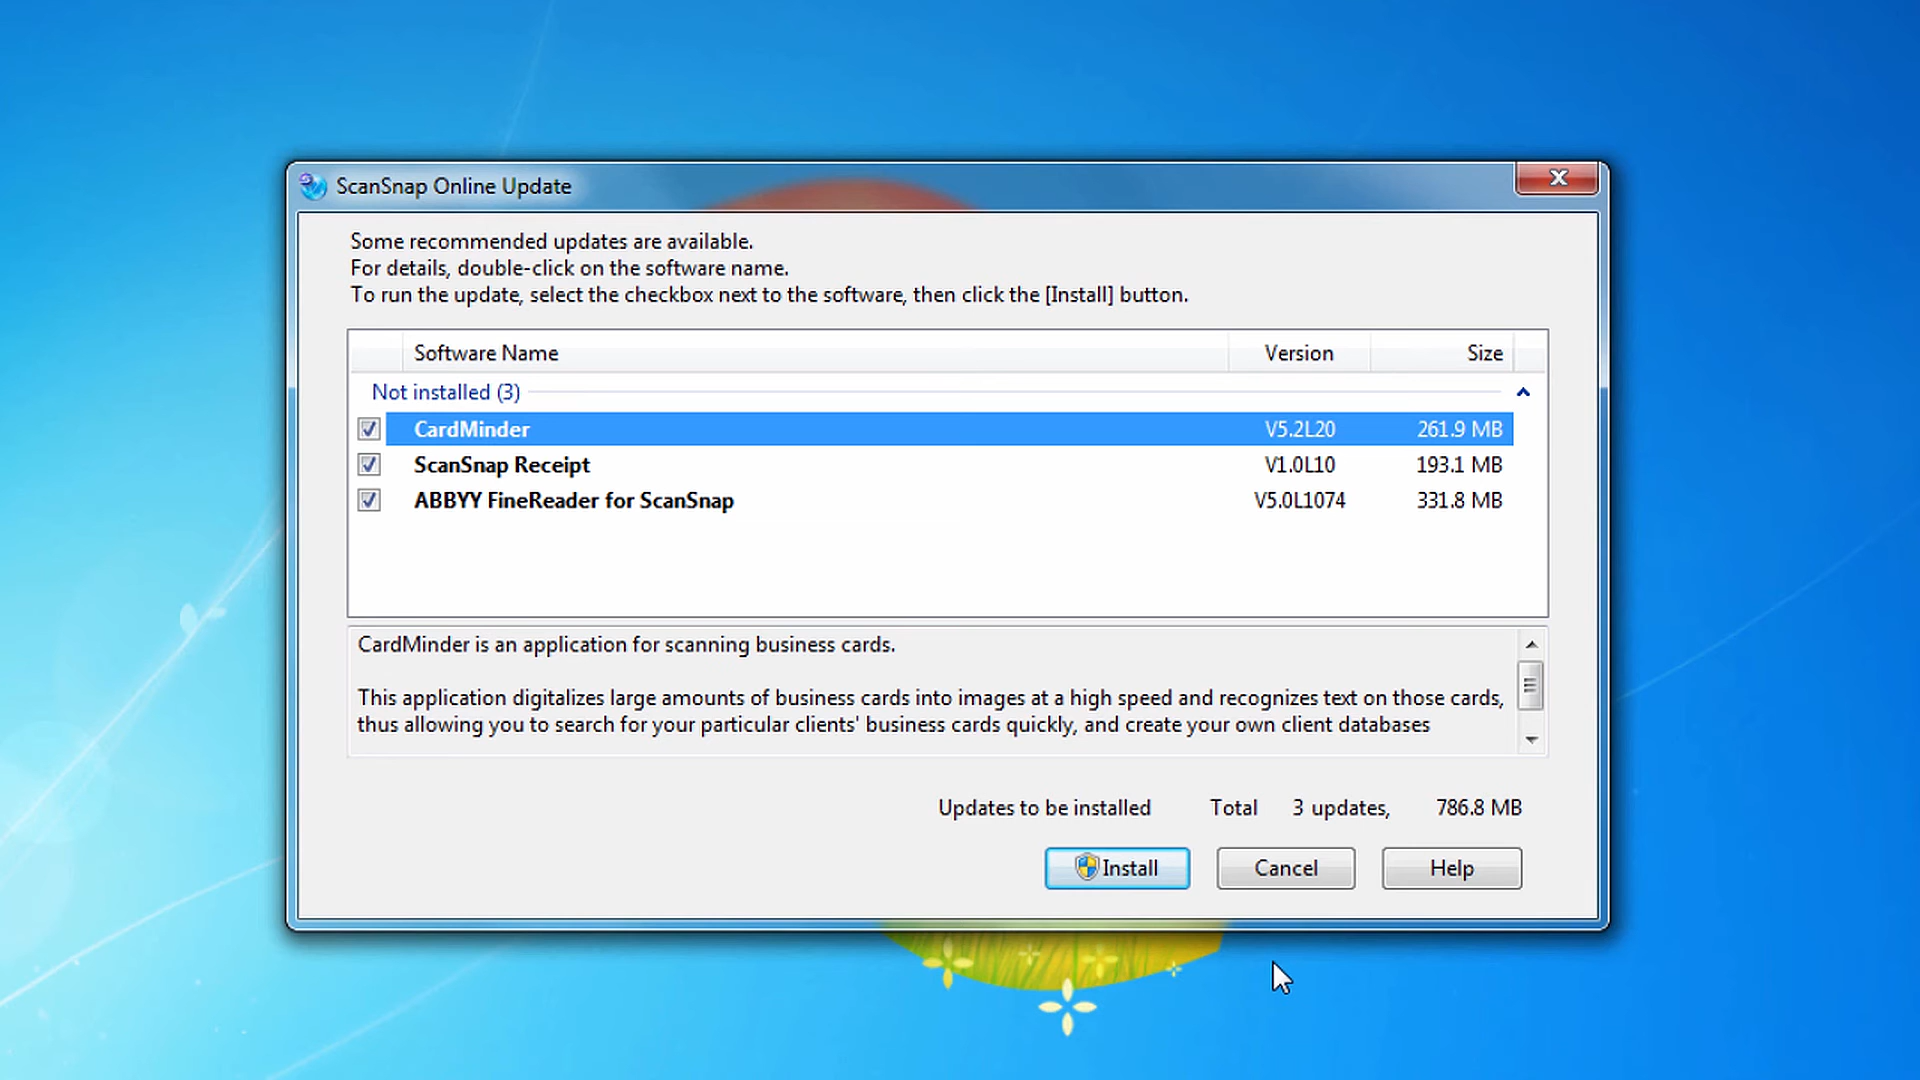 ScanSnap Online Update
Some recommended updates are available.
For details, double-click on the software name.
To run the update, select the checkbox next to the software, then click the [Install] button.
Software Name Version Size
Not installed (3)
CardMinder V5.2L20 261.9 MB
ScanSnap Receipt V1.0L10 193.1 MB
ABBYY FineReader for ScanSnap V5.0L1074 331.8 MB
CardMinder is an application for scanning business cards.
This application digitalizes large amounts of business cards into images at a high speed and recognizes text on those cards,
thus allowing you to search for your particular clients' business cards quickly, and create your own client databases
Updates to be installed Total 3 updates, 786.8 MB
Install Cancel Help